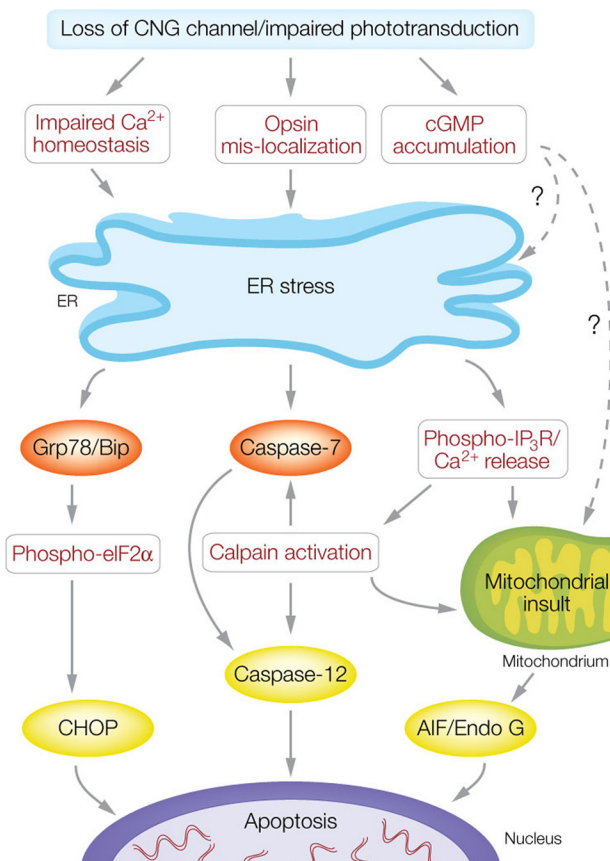 Loss of CNG channel/impaired phototransduction
Impaired Ca²⁺
homeostasis
Opsin
mis-localization
cGMP
accumulation
?
ER
ER stress
?
Grp78/Bip
Caspase-7
Phospho-IP₃R/
Ca²⁺ release
Phospho-eIF2α
Calpain activation
Mitochondrial
insult
Mitochondrium
Caspase-12
CHOP
AIF/Endo G
Apoptosis
Nucleus